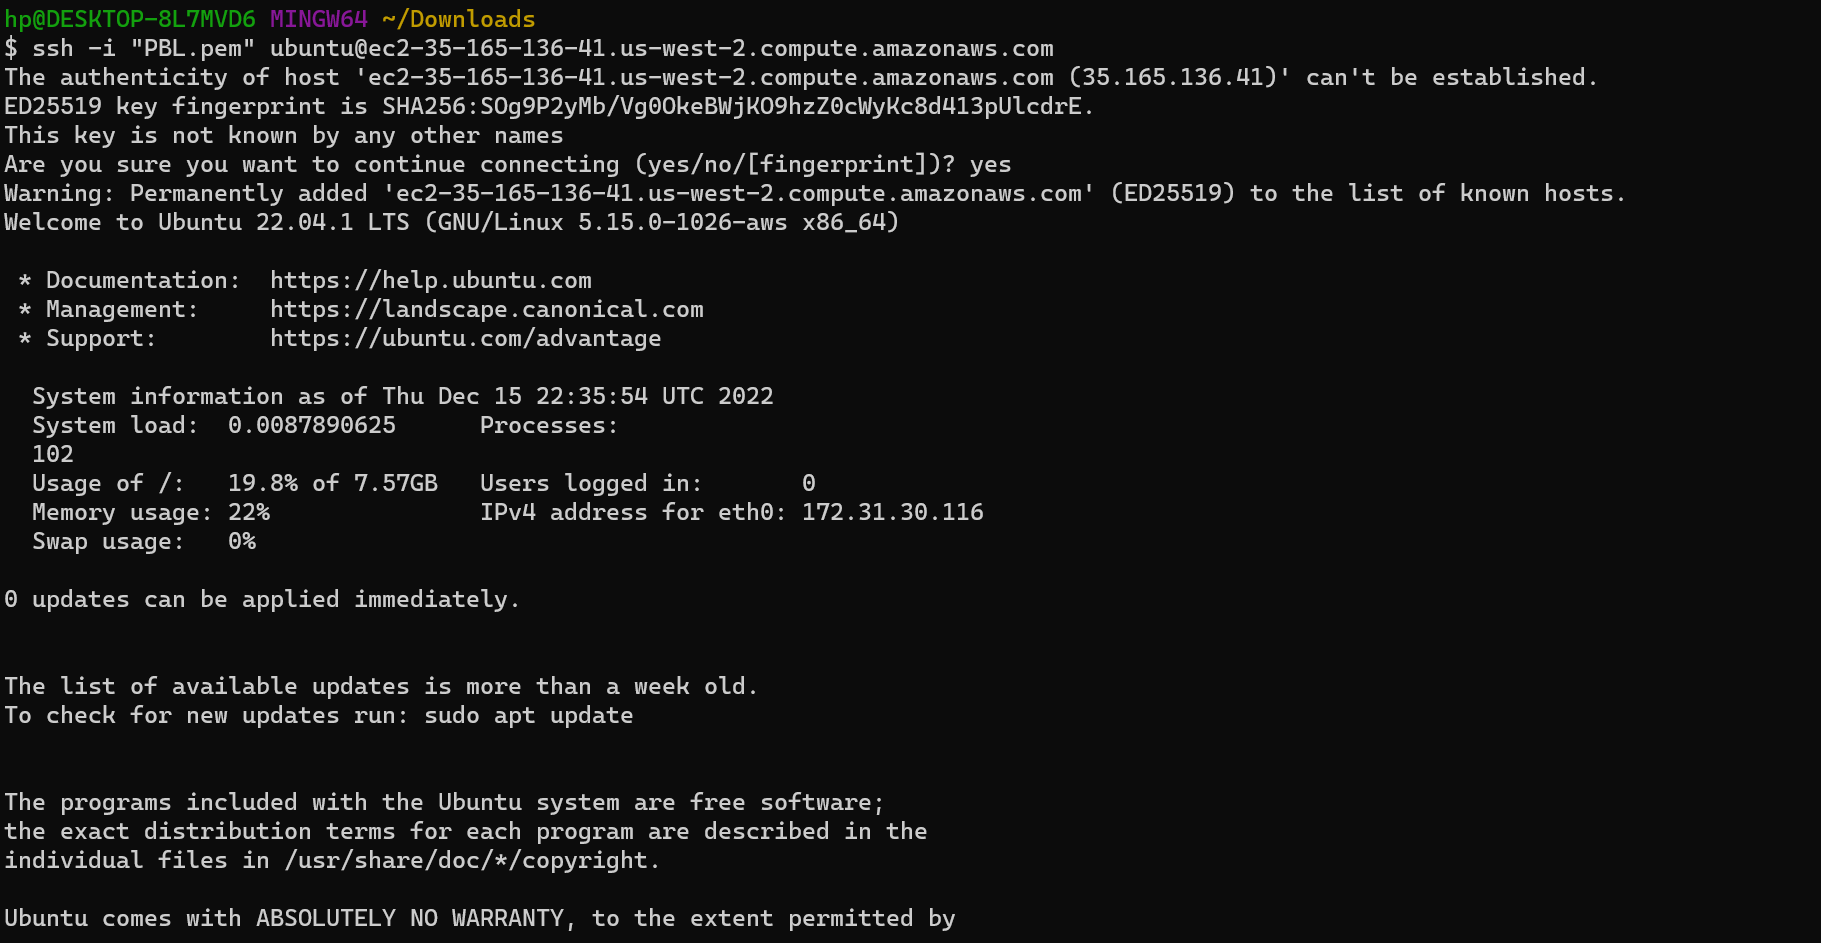 hp@DESKTOP-8L7MVD6 MINGW64 ~/Downloads
$ ssh -i "PBL.pem" ubuntu@ec2-35-165-136-41.us-west-2.compute.amazonaws.com
The authenticity of host 'ec2-35-165-136-41.us-west-2.compute.amazonaws.com (35.165.136.41)' can't be established.
ED25519 key fingerprint is SHA256:SOg9P2yMb/Vg0OkeBWjKO9hzZ0cWyKc8d413pUlcdrE.
This key is not known by any other names
Are you sure you want to continue connecting (yes/no/[fingerprint])? yes
Warning: Permanently added 'ec2-35-165-136-41.us-west-2.compute.amazonaws.com' (ED25519) to the list of known hosts.
Welcome to Ubuntu 22.04.1 LTS (GNU/Linux 5.15.0-1026-aws x86_64)
* Documentation:  https://help.ubuntu.com
* Management:     https://landscape.canonical.com
* Support:        https://ubuntu.com/advantage
System information as of Thu Dec 15 22:35:54 UTC 2022
System load:  0.0087890625      Processes:
102
Usage of /:   19.8% of 7.57GB   Users logged in:       0
Memory usage: 22%               IPv4 address for eth0: 172.31.30.116
Swap usage:   0%
0 updates can be applied immediately.
The list of available updates is more than a week old.
To check for new updates run: sudo apt update
The programs included with the Ubuntu system are free software;
the exact distribution terms for each program are described in the
individual files in /usr/share/doc/*/copyright.
Ubuntu comes with ABSOLUTELY NO WARRANTY, to the extent permitted by